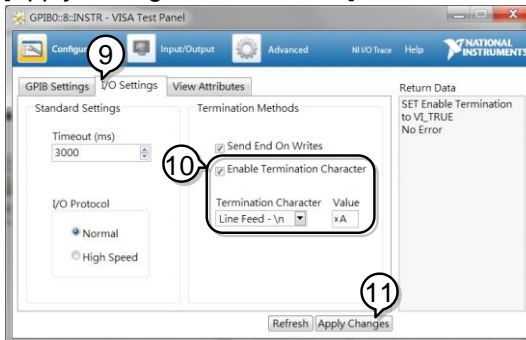 GPIB0::8::INSTR - VISA Test Panel
Input/Output
Advanced
NI I/O Trace
Help
NATIONAL
INSTRUMENTS
9
GPIB Settings
I/O Settings
View Attributes
Return Data
Standard Settings
Timeout (ms)
3000
I/O Protocol
Normal
High Speed
Termination Methods
Send End On Writes
10
Enable Termination Character
Termination Character
Value
Line Feed - \n
xA
SET Enable Termination
to VI_TRUE
No Error
11
Refresh
Apply Changes